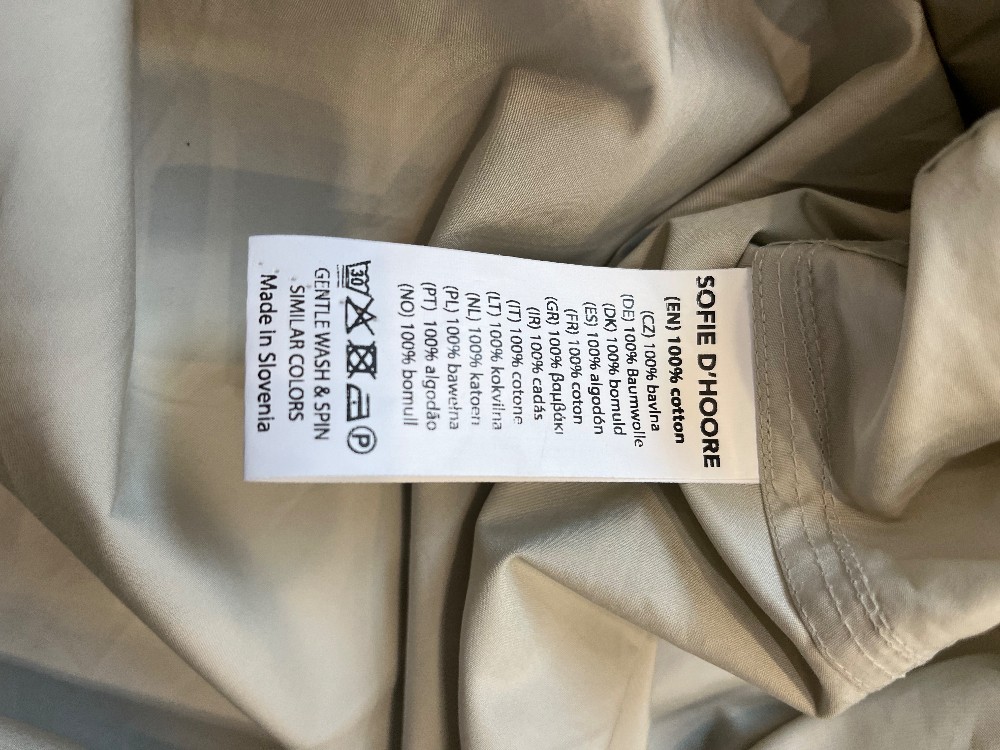 SOFIE D'HOORE
(EN) 100% cotton
(CZ) 100% bavlna
(DE) 100% Baumwolle
(DK) 100% bomuld
(ES) 100% algodón
(FR) 100% coton
(GR) 100% βαμβάκι
(IR) 100% cadás
(IT) 100% cotone
(LT) 100% kokvilna
(NL) 100% katoen
(PL) 100% bawełna
(PT) 100% algodão
(NO) 100% bomull
30 P
GENTLE WASH & SPIN
SIMILAR COLORS
Made in Slovenia